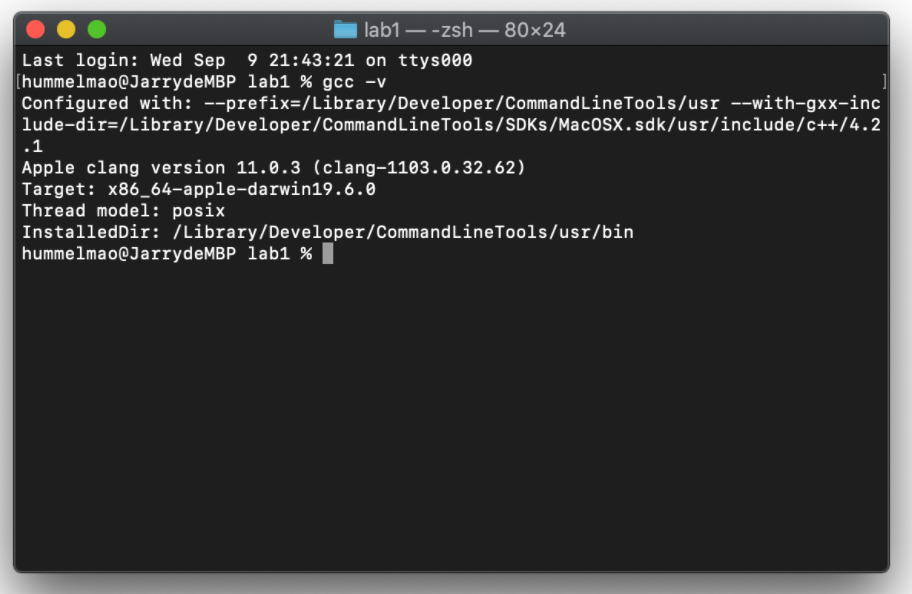 lab1 — -zsh — 80×24
Last login: Wed Sep  9 21:43:21 on ttys000
[hummelmao@JarrydeMBP lab1 % gcc -v ]
Configured with: --prefix=/Library/Developer/CommandLineTools/usr --with-gxx-inc
lude-dir=/Library/Developer/CommandLineTools/SDKs/MacOSX.sdk/usr/include/c++/4.2
.1
Apple clang version 11.0.3 (clang-1103.0.32.62)
Target: x86_64-apple-darwin19.6.0
Thread model: posix
InstalledDir: /Library/Developer/CommandLineTools/usr/bin
hummelmao@JarrydeMBP lab1 %